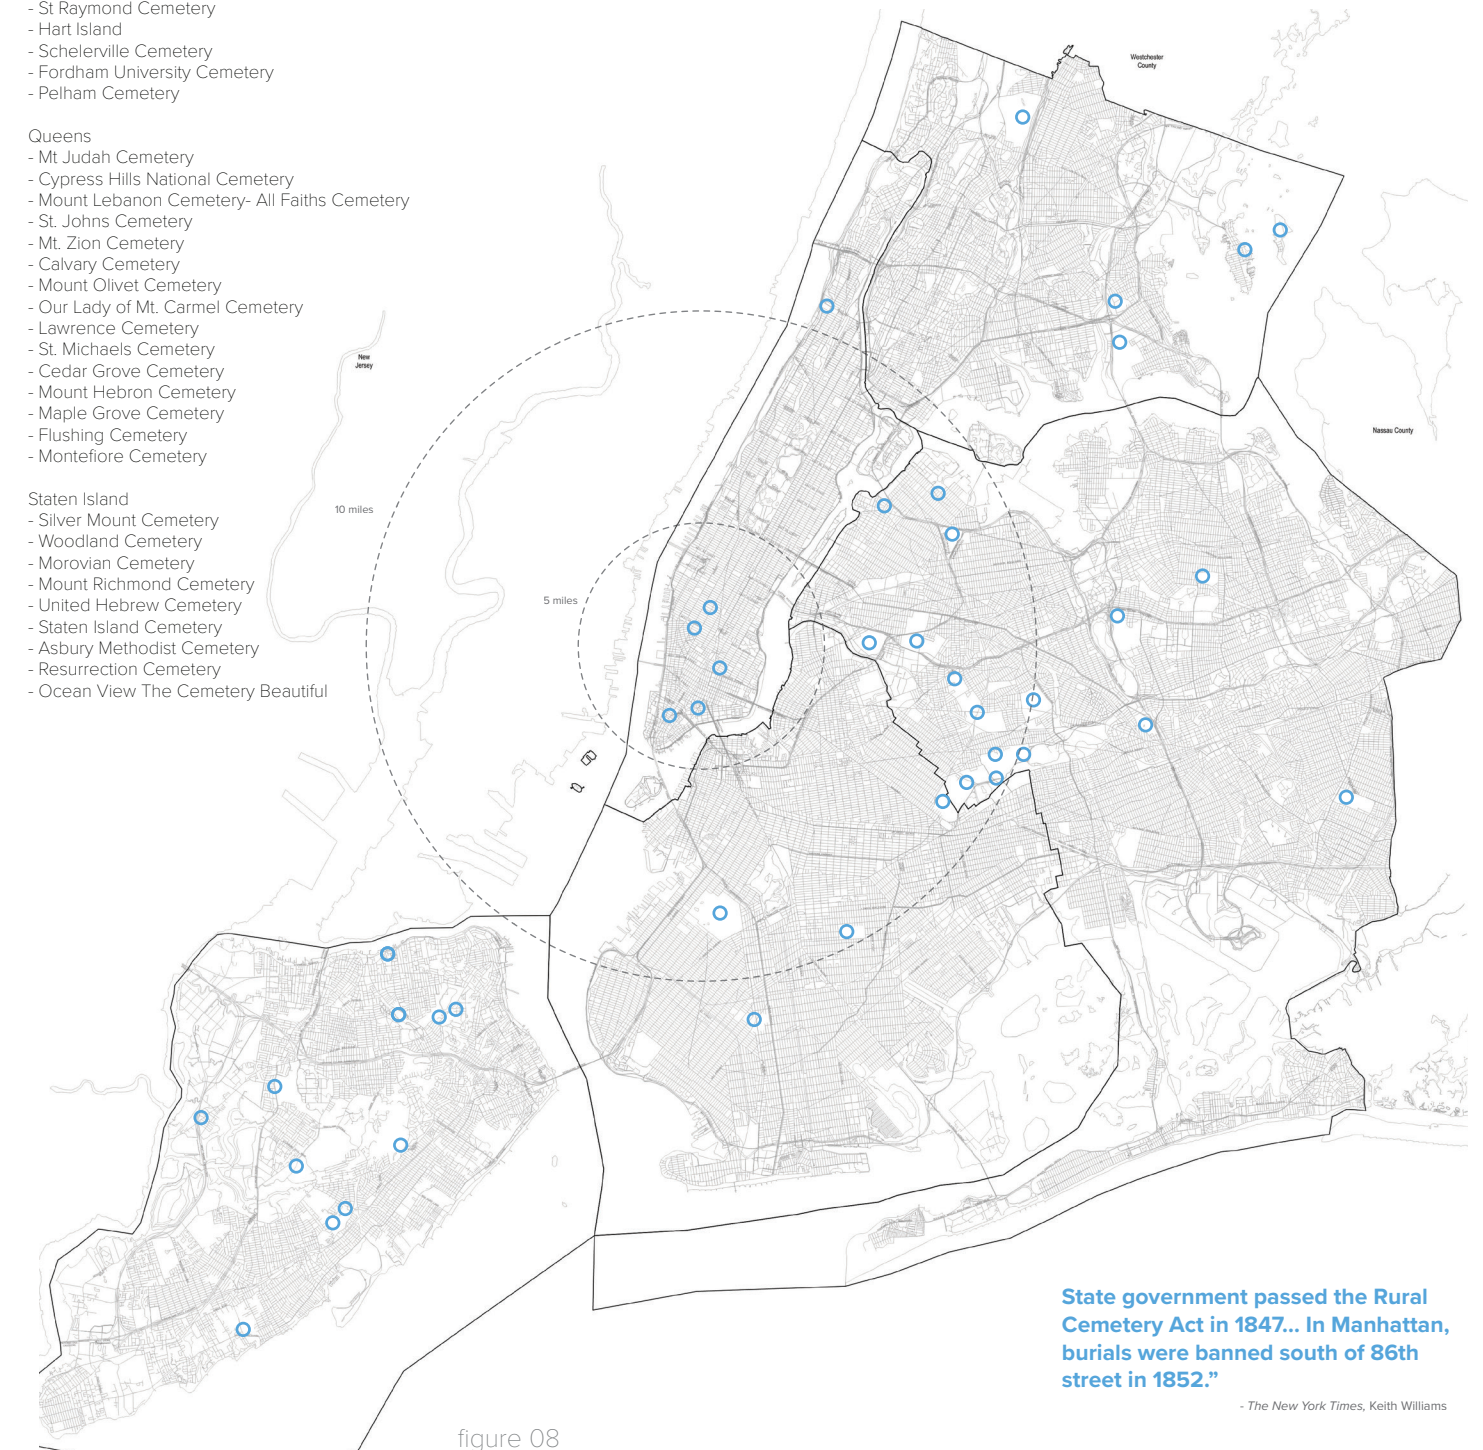 - St Raymond Cemetery
- Hart Island
- Schelerville Cemetery
- Fordham University Cemetery
- Pelham Cemetery
Queens
- Mt Judah Cemetery
- Cypress Hills National Cemetery
- Mount Lebanon Cemetery- All Faiths Cemetery
- St. Johns Cemetery
- Mt. Zion Cemetery
- Calvary Cemetery
- Mount Olivet Cemetery
- Our Lady of Mt. Carmel Cemetery
- Lawrence Cemetery
- St. Michaels Cemetery
- Cedar Grove Cemetery
- Mount Hebron Cemetery
- Maple Grove Cemetery
- Flushing Cemetery
- Montefiore Cemetery
Staten Island
- Silver Mount Cemetery
- Woodland Cemetery
- Morovian Cemetery
- Mount Richmond Cemetery
- United Hebrew Cemetery
- Staten Island Cemetery
- Asbury Methodist Cemetery
- Resurrection Cemetery
- Ocean View The Cemetery Beautiful
Westchester
County
New
Jersey
Nassau County
10 miles
5 miles
State government passed the Rural
Cemetery Act in 1847... In Manhattan,
burials were banned south of 86th
street in 1852.”
- The New York Times, Keith Williams
figure 08